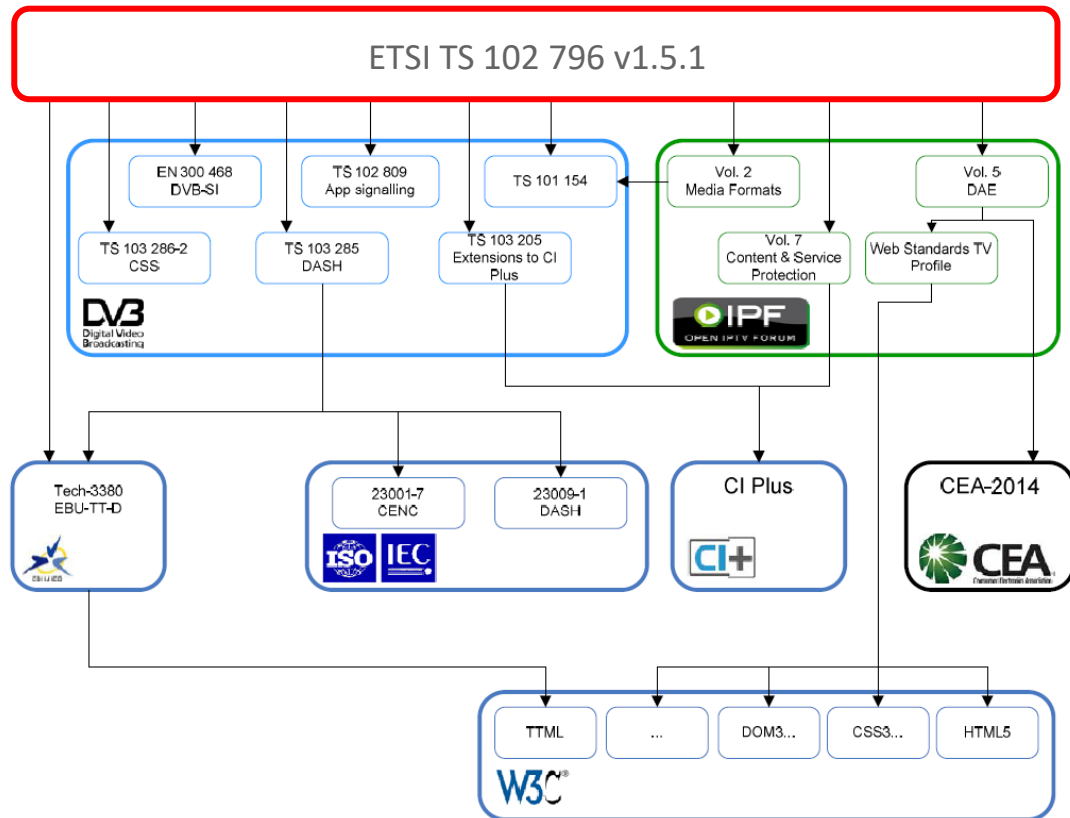 ETSI TS 102 796 v1.5.1
EN 300 468
DVB-SI
TS 102 809
App signalling
TS 101 154
Vol. 2
Media Formats
Vol. 5
DAE
TS 103 286-2
CSS
TS 103 285
DASH
TS 103 205
Extensions to CI
Plus
Vol. 7
Content & Service
Protection
Web Standards TV
Profile
DVB
Digital Video
Broadcasting
OIPF
OPEN IPTV FORUM
Tech-3380
EBU-TT-D
23001-7
CENC
23009-1
DASH
ISO
IEC
CI Plus
CI+
CEA-2014
CEA
Consumer Electronics Association
TTML
...
DOM3...
CSS3...
HTML5
W3C®